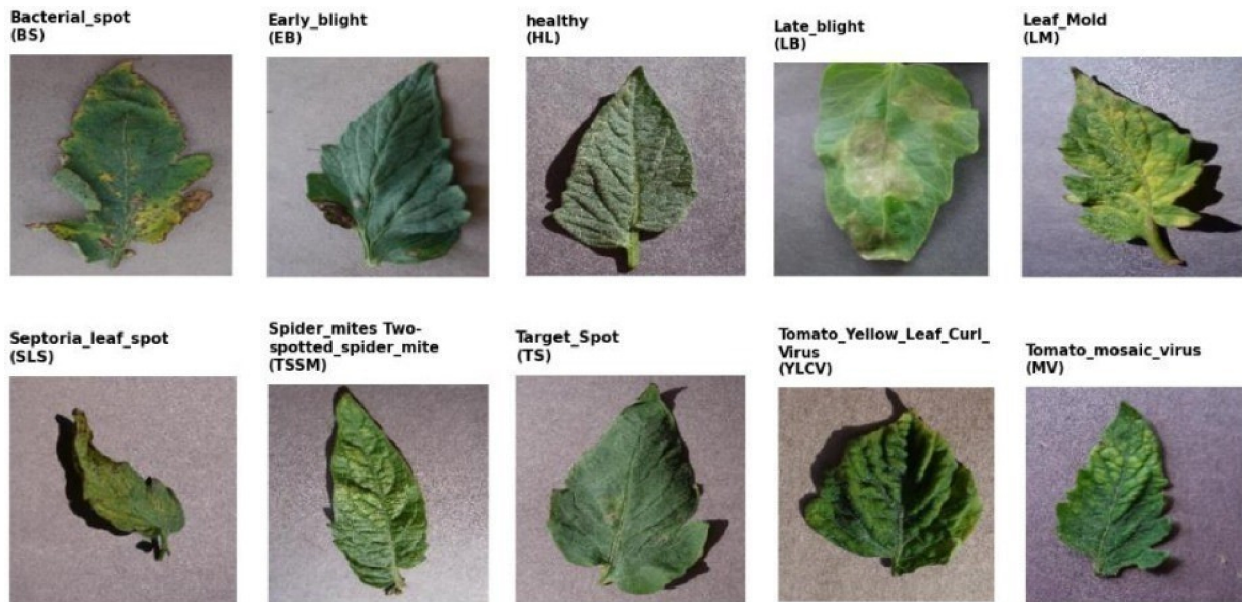 Bacterial_spot
(BS)
Early_blight
(EB)
healthy
(HL)
Late_blight
(LB)
Leaf_Mold
(LM)
Septoria_leaf_spot
(SLS)
Spider_mites Two-
spotted_spider_mite
(TSSM)
Target_Spot
(TS)
Tomato_Yellow_Leaf_Curl_
Virus
(YLCV)
Tomato_mosaic_virus
(MV)